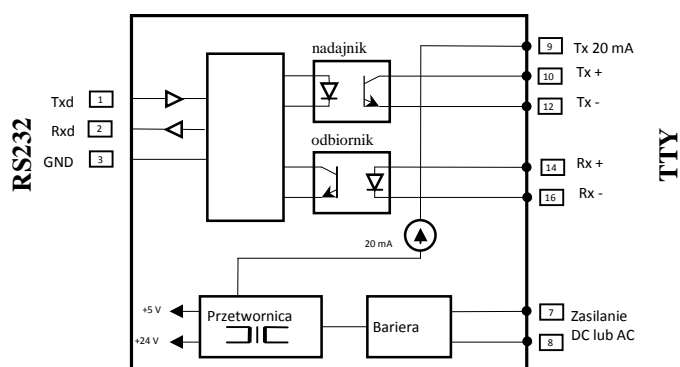 RS232
Txd 1
Rxd 2
GND 3
nadajnik
odbiornik
20 mA
+5 V
+24 V
Przetwornica
Bariera
9 Tx 20 mA
10 Tx +
12 Tx -
14 Rx +
16 Rx -
7 Zasilanie
8 DC lub AC
TTY